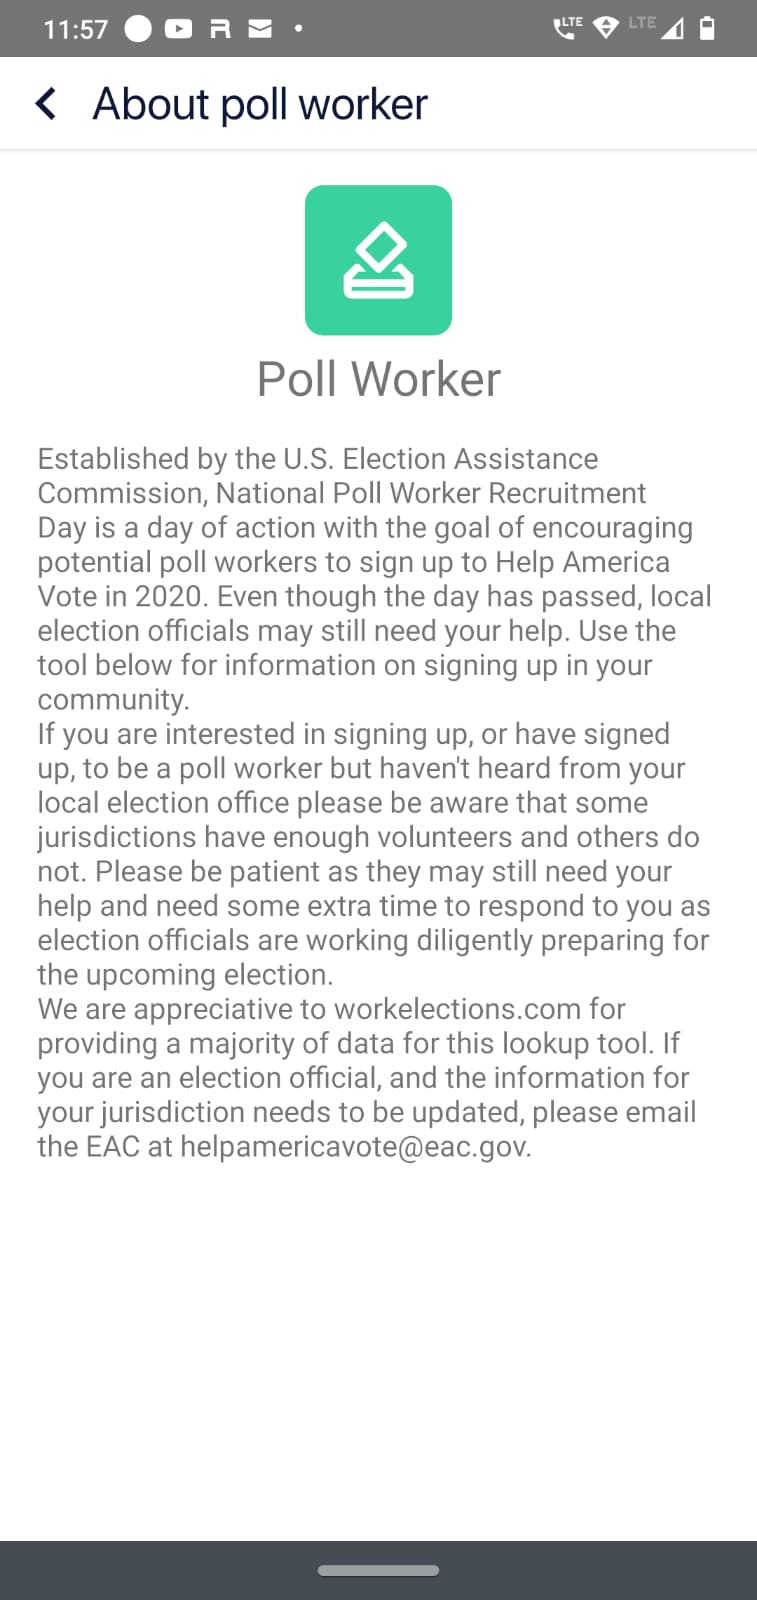 11:57
LTE
LTE
About poll worker
Poll Worker
Established by the U.S. Election Assistance
Commission, National Poll Worker Recruitment
Day is a day of action with the goal of encouraging
potential poll workers to sign up to Help America
Vote in 2020. Even though the day has passed, local
election officials may still need your help. Use the
tool below for information on signing up in your
community.
If you are interested in signing up, or have signed
up, to be a poll worker but haven't heard from your
local election office please be aware that some
jurisdictions have enough volunteers and others do
not. Please be patient as they may still need your
help and need some extra time to respond to you as
election officials are working diligently preparing for
the upcoming election.
We are appreciative to workelections.com for
providing a majority of data for this lookup tool. If
you are an election official, and the information for
your jurisdiction needs to be updated, please email
the EAC at helpamericavote@eac.gov.